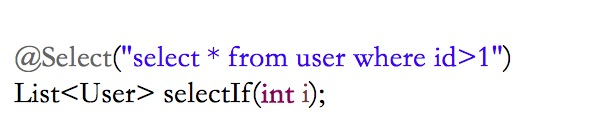 @Select("select * from user where id>1")
List<User> selectIf(int i);